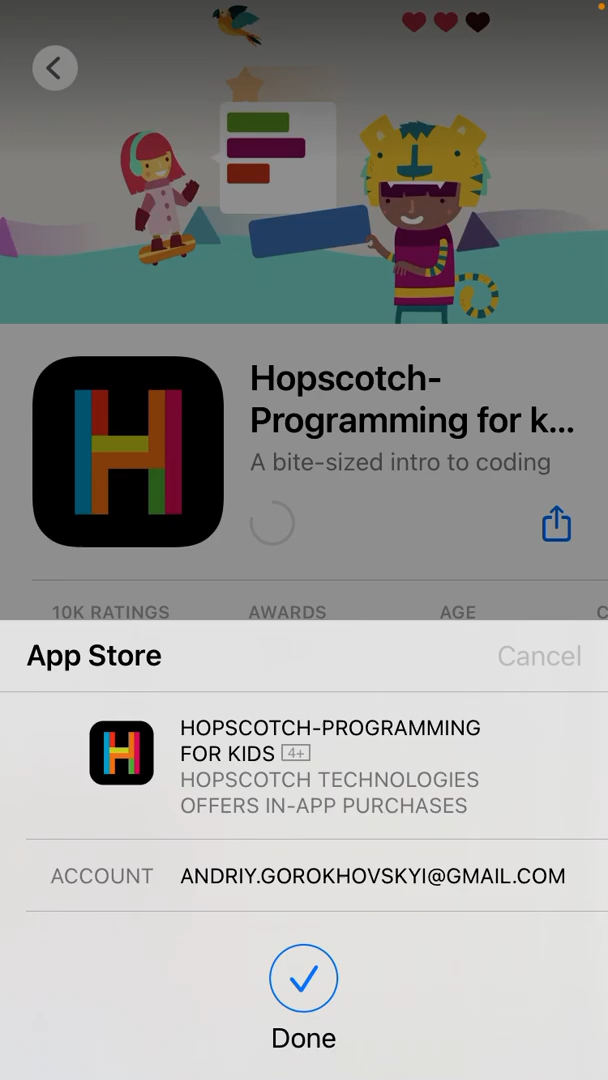 Hopscotch-
Programming for k...
A bite-sized intro to coding
10K RATINGS AWARDS AGE C
App Store Cancel
HOPSCOTCH-PROGRAMMING
FOR KIDS 4+
HOPSCOTCH TECHNOLOGIES
OFFERS IN-APP PURCHASES
ACCOUNT ANDRIY.GOROKHOVSKYI@GMAIL.COM
Done